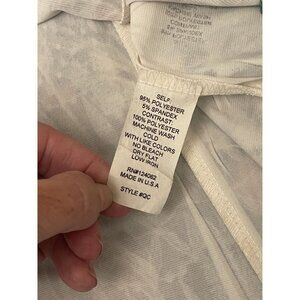 SELF:
95% POLYESTER
5% SPANDEX
CONTRAST:
100% POLYESTER
MACHINE WASH
COLD
WITH LIKE COLORS
NO BLEACH
DRY FLAT
LOW IRON
RN#124082
MADE IN U.S.A
STYLE #QC